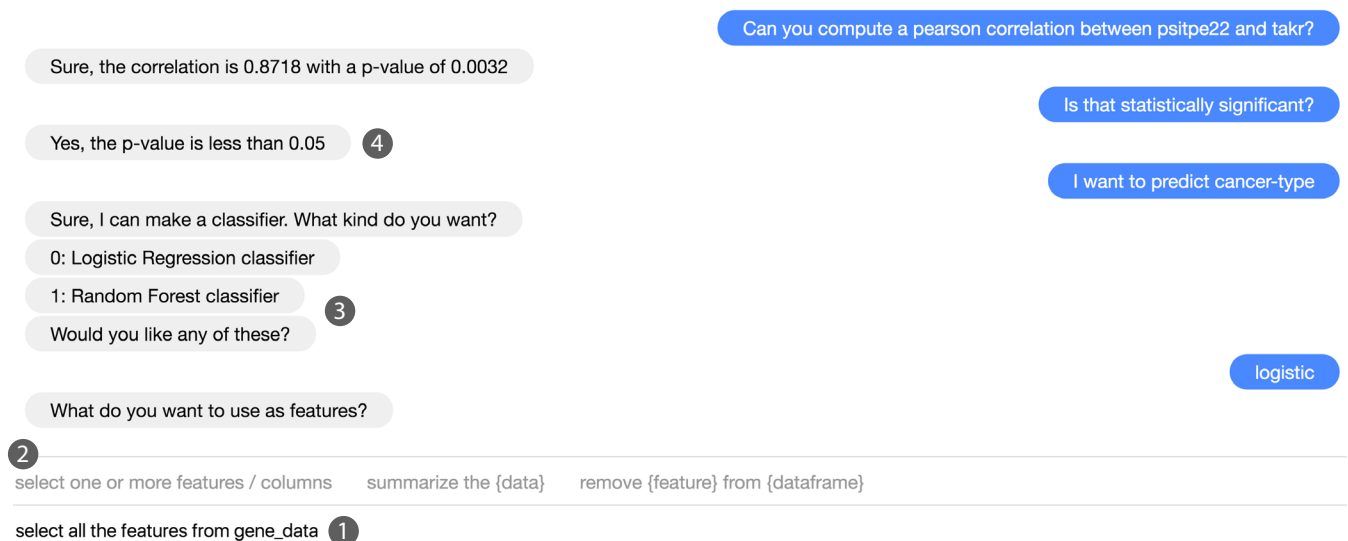 Can you compute a pearson correlation between psitpe22 and takr?
Sure, the correlation is 0.8718 with a p-value of 0.0032
Is that statistically significant?
Yes, the p-value is less than 0.05 4
I want to predict cancer-type
Sure, I can make a classifier. What kind do you want?
0: Logistic Regression classifier
1: Random Forest classifier
3
Would you like any of these?
logistic
What do you want to use as features?
2
select one or more features / columns summarize the {data} remove {feature} from {dataframe}
select all the features from gene_data 1